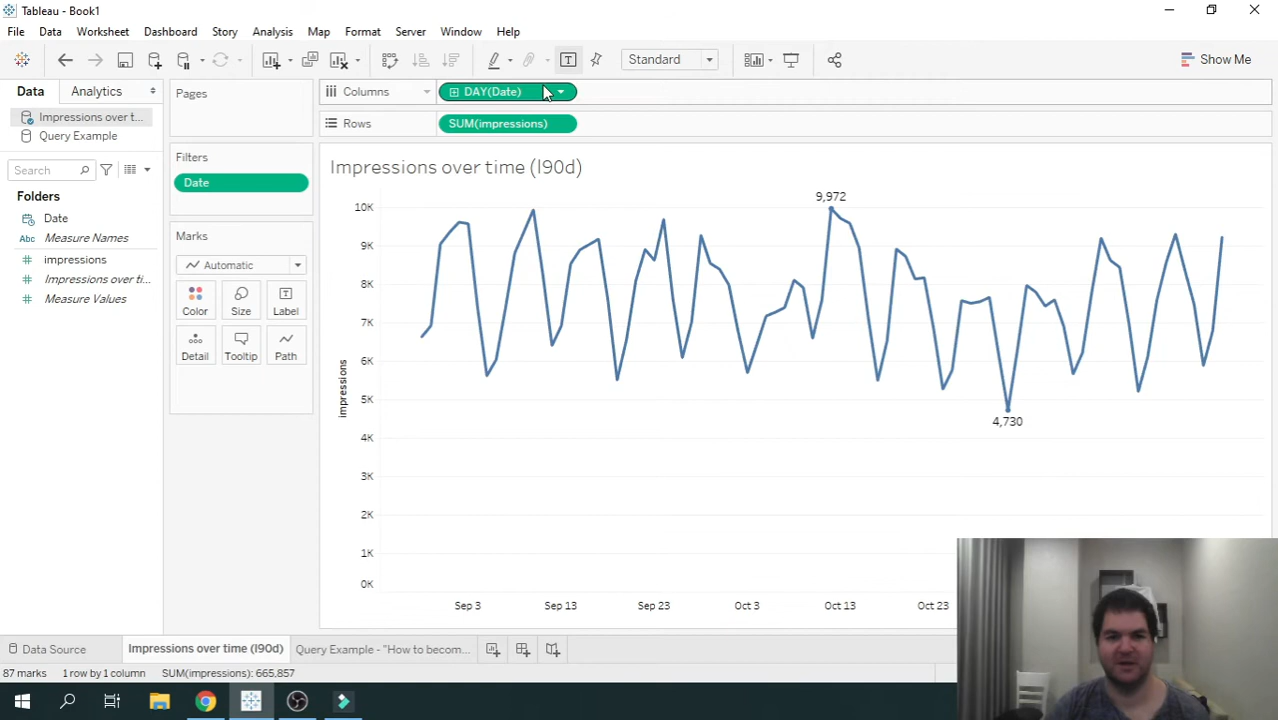 Tableau - Book1
File Data Worksheet Dashboard Story Analysis Map Format Server Window Help
Standard
Show Me
Data Analytics
Pages
Columns DAY(Date)
Rows SUM(impressions)
Impressions over t...
Query Example
Search
Folders
Date
Abc Measure Names
impressions
Impressions over ti...
Measure Values
Filters
Date
Marks
Automatic
Color Size Label
Detail Tooltip Path
Impressions over time (l90d)
9,972
10K
9K
8K
7K
6K
5K
4,730
4K
3K
2K
1K
0K
impressions
Sep 3 Sep 13 Sep 23 Oct 3 Oct 13 Oct 23
Data Source Impressions over time (l90d) Query Example - "How to becom...
87 marks 1 row by 1 column SUM(impressions): 665,857